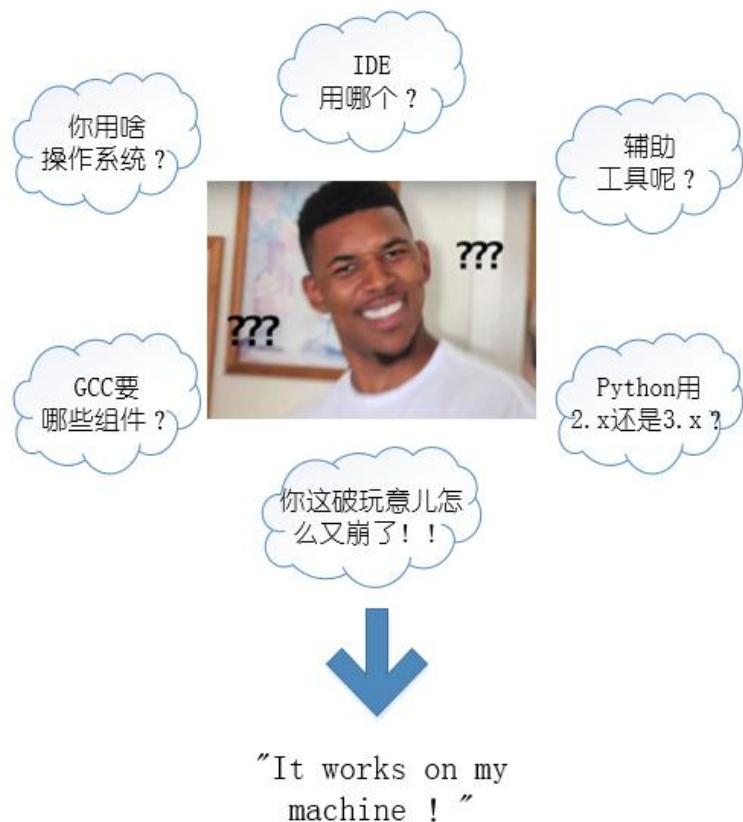 IDE
用哪个？
你用啥
操作系统？
辅助
工具呢？
???
???
GCC要
哪些组件？
Python用
2.x还是3.x？
你这破玩意儿怎
么又崩了！！
"It works on my
machine ! "